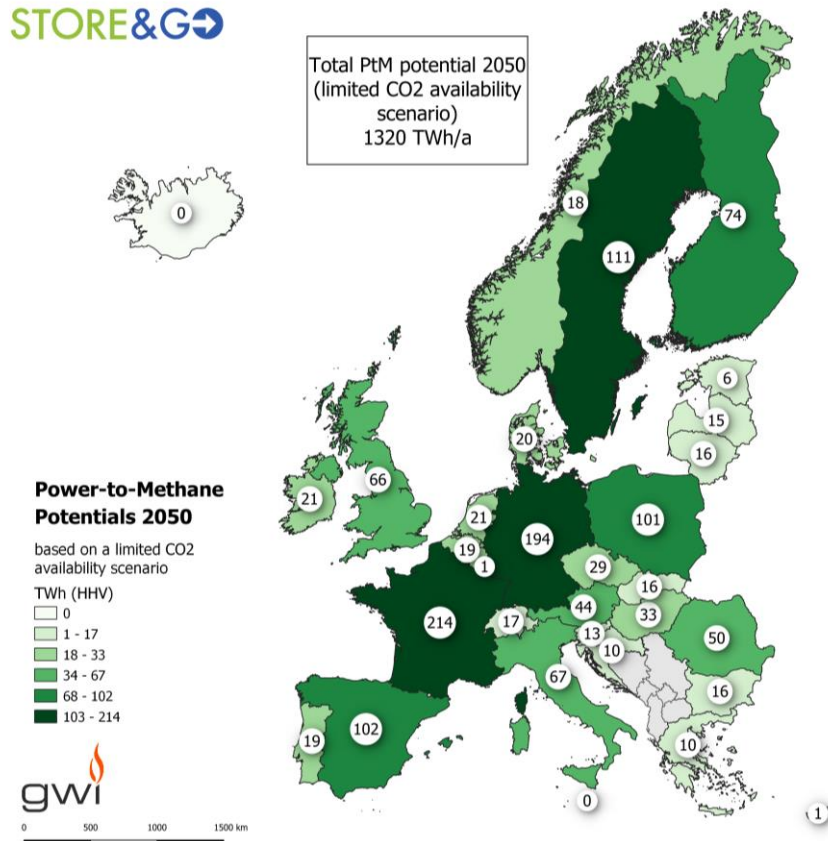 STORE&GO
Total PtM potential 2050
(limited CO2 availability
scenario)
1320 TWh/a
0
18
74
111
6
15
16
20
66
21
21
19
1
194
101
29
16
44
33
17
13
10
50
214
67
16
102
19
10
0
1
Power-to-Methane
Potentials 2050
based on a limited CO2
availability scenario
TWh (HHV)
0
1 - 17
18 - 33
34 - 67
68 - 102
103 - 214
gwi
0 500 1000 1500 km